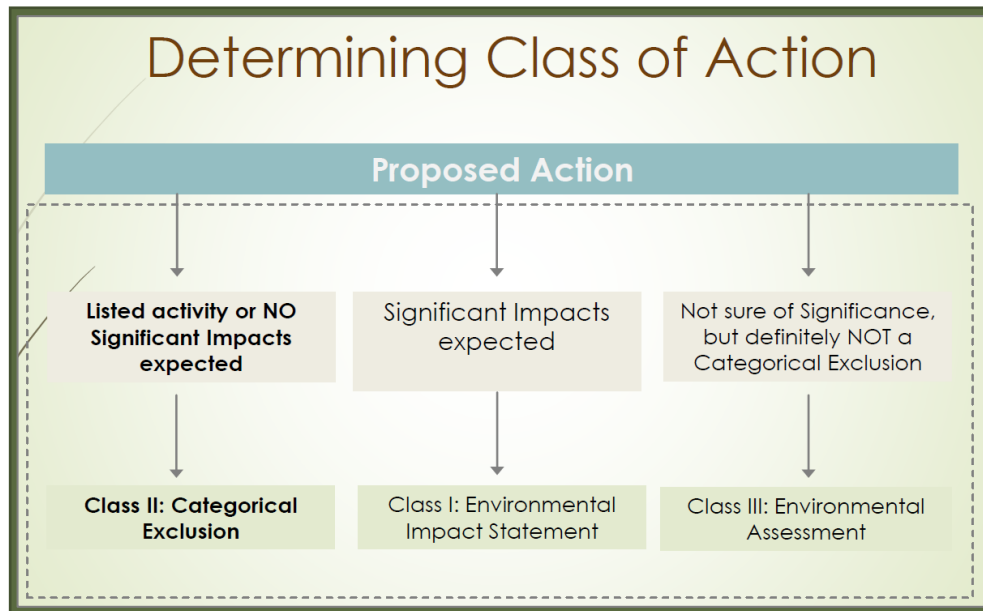 Determining Class of Action
Proposed Action
Listed activity or NO
Significant Impacts
expected
Significant Impacts
expected
Not sure of Significance,
but definitely NOT a
Categorical Exclusion
Class II: Categorical
Exclusion
Class I: Environmental
Impact Statement
Class III: Environmental
Assessment